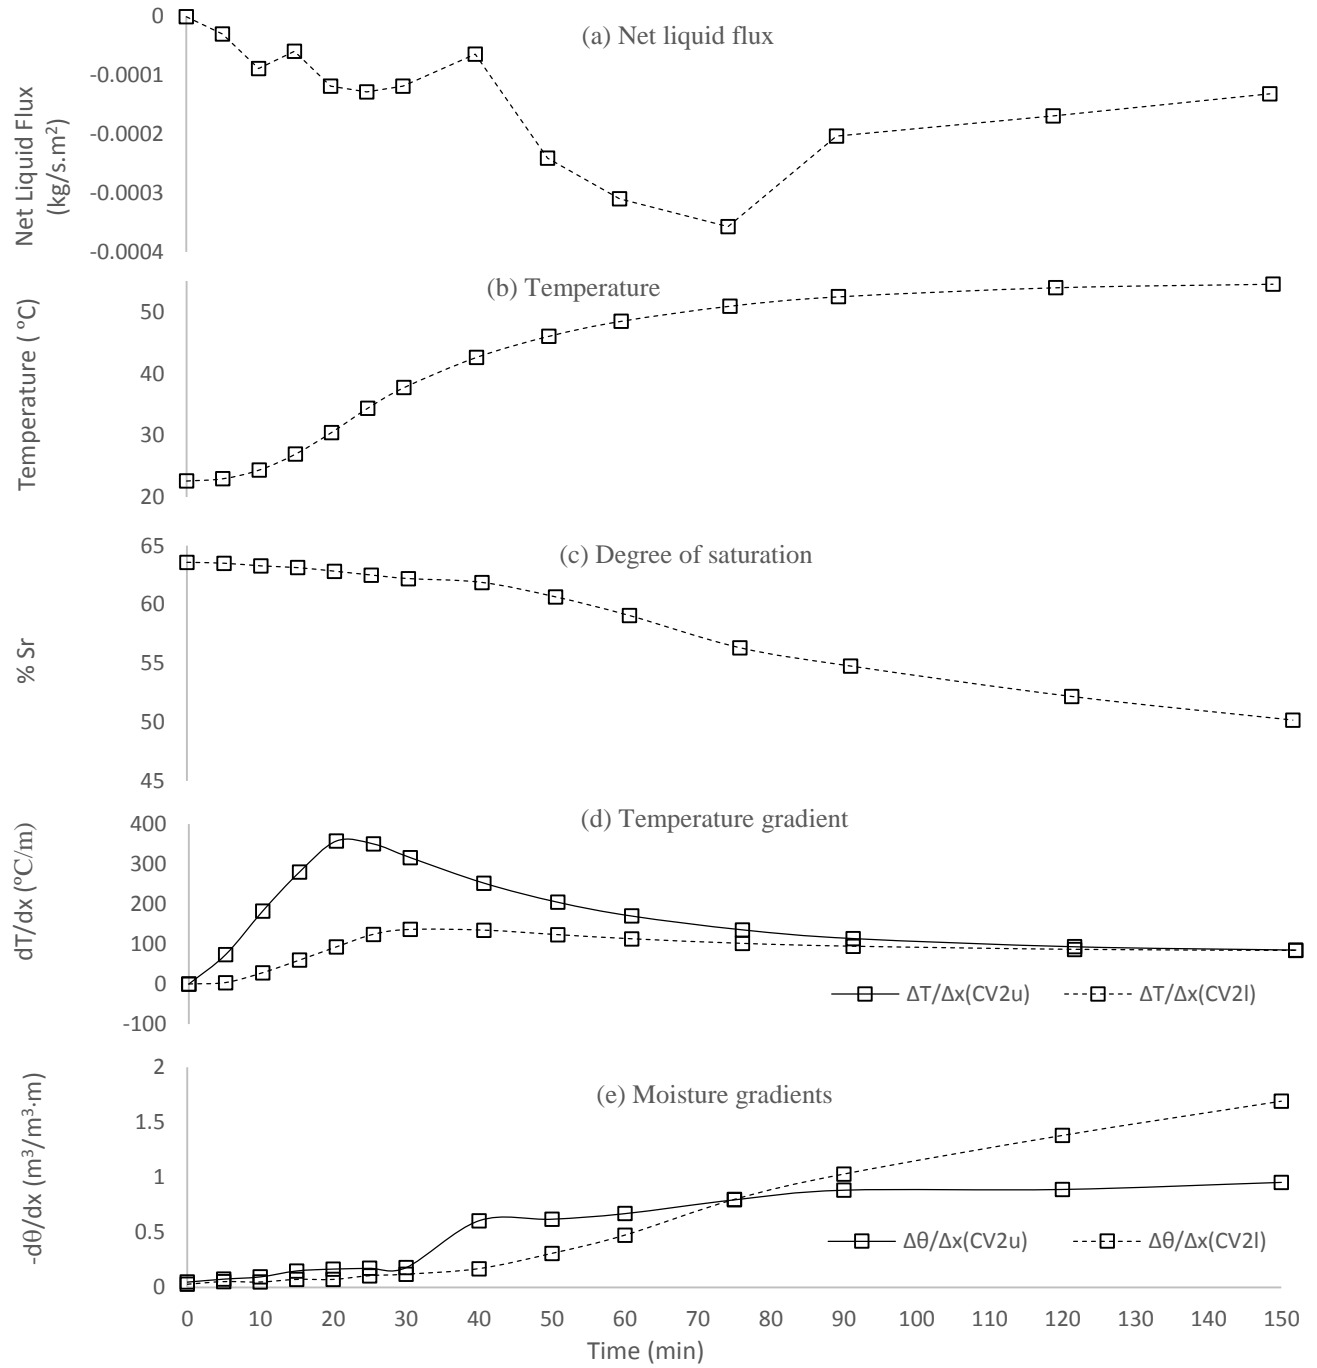 (a) Net liquid flux
Net Liquid Flux
(kg/s.m²)
0
-0.0001
-0.0002
-0.0003
-0.0004
(b) Temperature
Temperature ( °C)
50
40
30
20
(c) Degree of saturation
% Sr
65
60
55
50
45
(d) Temperature gradient
dT/dx (°C/m)
400
300
200
100
0
-100
ΔT/Δx(CV2u) ΔT/Δx(CV2l)
(e) Moisture gradients
-dθ/dx (m³/m³·m)
2
1.5
1
0.5
0
Δθ/Δx(CV2u) Δθ/Δx(CV2l)
0 10 20 30 40 50 60 70 80 90 100 110 120 130 140 150
Time (min)